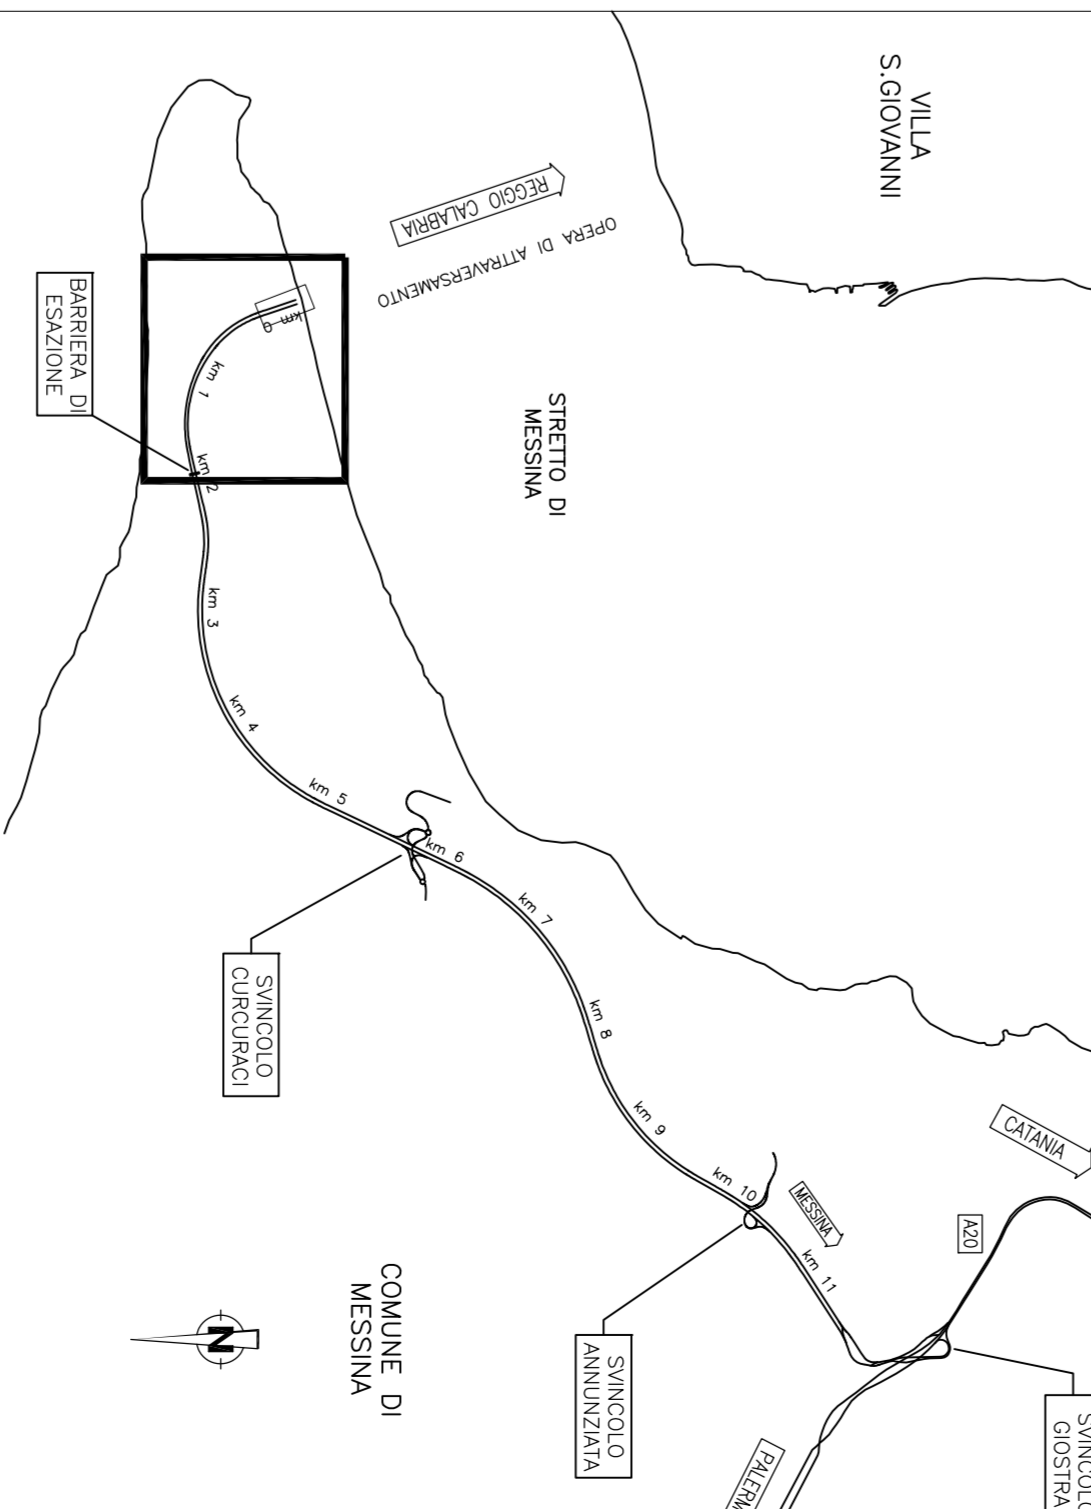 VILLA
S.GIOVANNI
REGGIO CALABRIA
OPERA DI ATTRAVERSAMENTO
STRETTO DI
MESSINA
BARRIERA DI
ESAZIONE
km 0
km 1
km 2
km 3
km 4
km 5
km 6
km 7
km 8
km 9
km 10
km 11
SVINCOLO
CURCURACI
CATANIA
MESSINA
A20
COMUNE DI
MESSINA
N
SVINCOLO
ANNUNZIATA
SVINCOLO
GIOSTRA
PALERM